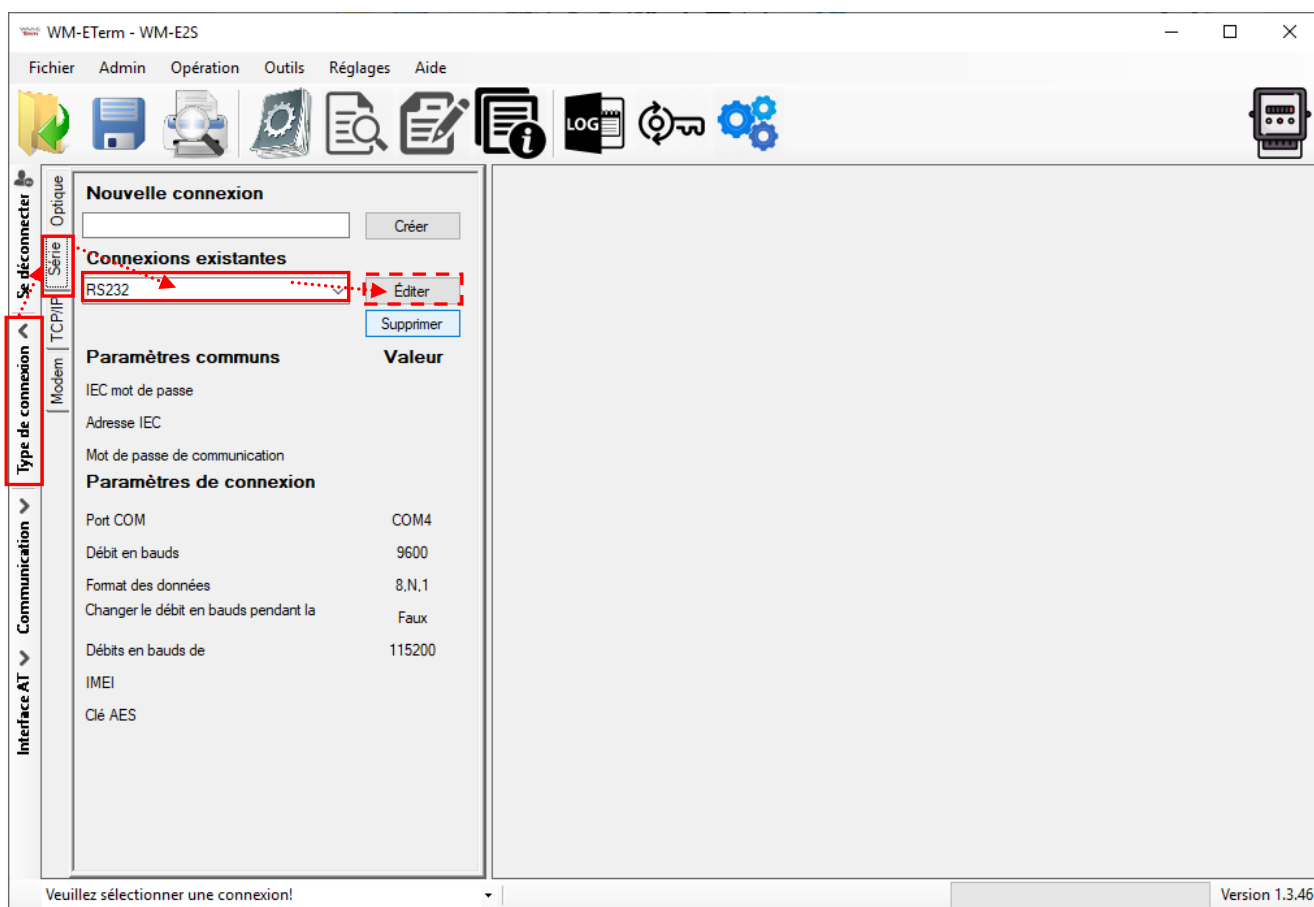 WM-ETerm - WM-E2S
Fichier Admin Opération Outils Réglages Aide
LOG
Se déconnecter
Type de connexion
Communication
Interface AT
Optique
Série
TCP/IP
Modem
Nouvelle connexion
Créer
Connexions existantes
RS232 Éditer
Supprimer
Paramètres communs Valeur
IEC mot de passe
Adresse IEC
Mot de passe de communication
Paramètres de connexion
Port COM COM4
Débit en bauds 9600
Format des données 8,N,1
Changer le débit en bauds pendant la Faux
Débits en bauds de 115200
IMEI
Clé AES
Veuillez sélectionner une connexion! Version 1.3.46